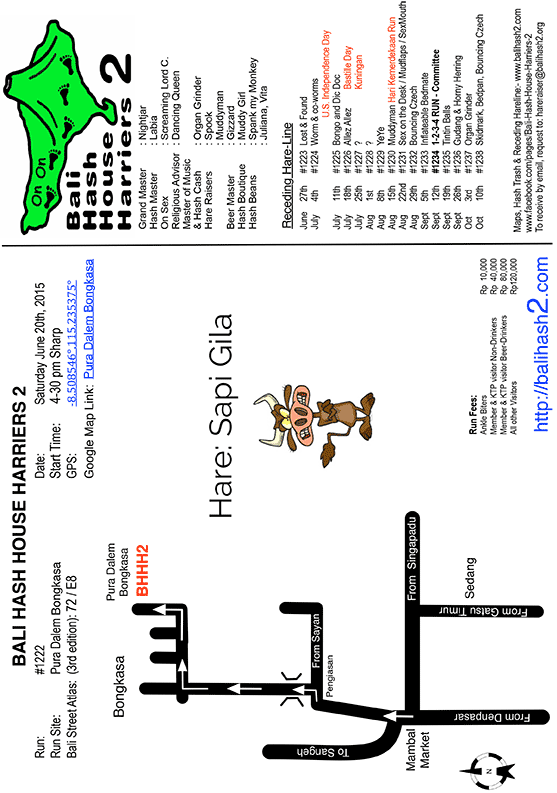 BALI HASH HOUSE HARRIERS 2
Run: #1222
Run Site: Pura Dalem Bongkasa
Bali Street Atlas: (3rd edition): 72 / E8
Date: Saturday June 20th, 2015
Start Time: 4-30 pm Sharp
GPS: -8.508546°,115.235375°
Google Map Link: Pura Dalem Bongkasa
Hare: Sapi Gila
Bongkasa
Pura Dalem
Bongkasa
BHHH2
From Sayan
Pengiasan
To Sangeh
Mambal
Market
From Denpasar
From Singapadu
From Gatsu Timur
Sedang
N
Run Fees:
Ankle Biters Rp 10,000
Member & KTP visitor Non-Drinkers Rp 40,000
Member & KTP visitor Beer-Drinkers Rp 80,000
All other Visitors Rp120,000
http://balihash2.com
On On
Bali
Hash
House
Harriers 2
Grand Master : Nightjar
Hash Master : Labia
On Sex : Screaming Lord C.
Religious Advisor : Dancing Queen
Master of Music
& Hash Cash : Organ Grinder
Hare Raisers : Spook
: Muddyman
Beer Master : Gizzard
Hash Boutique : Muddy Girl
Hash Beans : Spank my Monkey
: Juliana, Yila
Receding Hare-Line
June 27th #1223 Lost & Found
July 4th #1224 Worm & co-worms
U.S. Independence Day
July 11th #1225 Bongo and Dic Doc
July 18th #1226 Allez Allez Bastille Day
July 25th #1227 ? Kuningan
Aug 1st #1228 ?
Aug 8th #1229 YeYe
Aug 15th #1230 Muddyman Hari Kemerdekaan Run
Aug 22nd #1231 Sex on the Desk / Mudflaps / SexMouth
Aug 29th #1232 Bouncing Czech
Sept 5th #1233 Inflateable Bedmate
Sept 12th #1234 1-2-3-4 RUN - Committee
Sept 19th #1235 Tintin Balls
Sept 26th #1236 Gudang & Horny Herring
Oct 3rd #1237 Organ Grinder
Oct 10th #1238 Skidmark, Bedpan, Bouncing Czech
Maps, Hash Trash & Receding Hareline:- www.balihash2.com
www.facebook.com/pages/Bali-Hash-House-Harriers-2
To receive by email, request to: hareraiser@balihash2.org